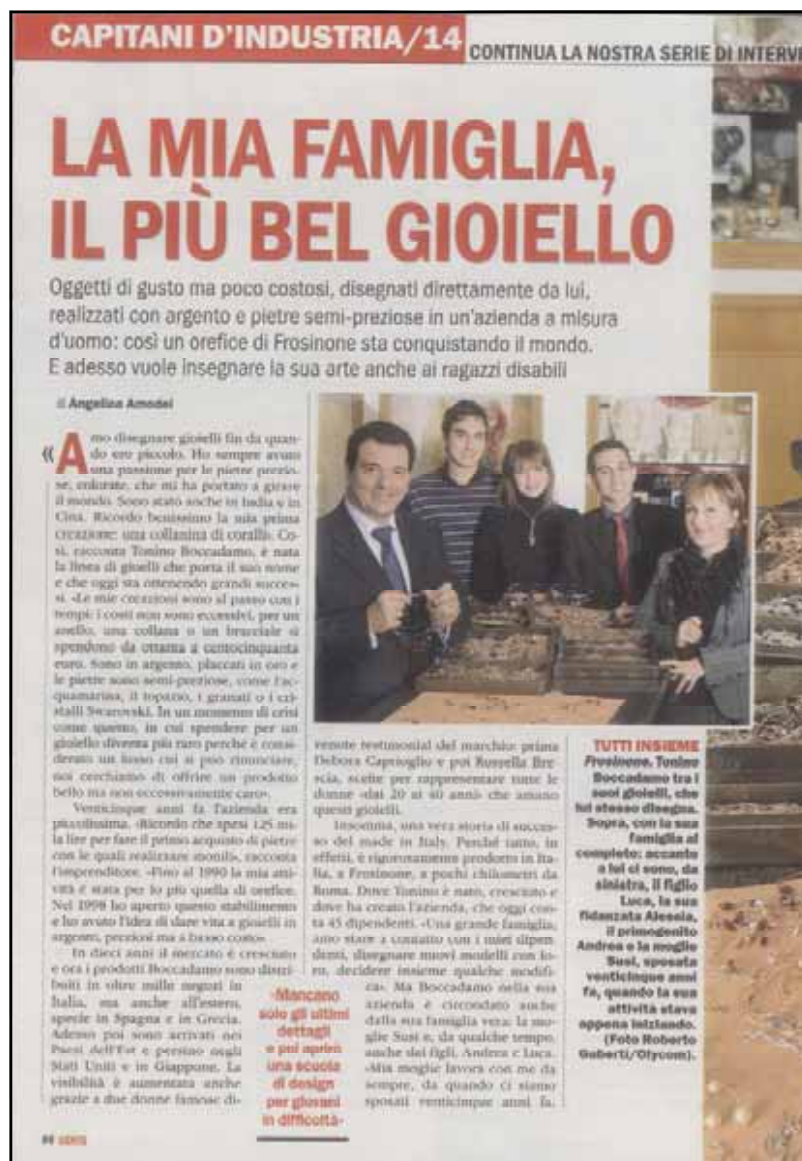 CAPITANI D'INDUSTRIA/14
CONTINUA LA NOSTRA SERIE DI INTERVI
LA MIA FAMIGLIA,
IL PIÙ BEL GIOIELLO
Oggetti di gusto ma poco costosi, disegnati direttamente da lui,
realizzati con argento e pietre semi-preziose in un'azienda a misura
d'uomo: così un orefice di Frosinone sta conquistando il mondo.
E adesso vuole insegnare la sua arte anche ai ragazzi disabili
di Angelina Amodei
«Amo disegnare gioielli fin da quan-
do ero piccolo. Ho sempre avuto
una passione per le pietre prezio-
se, colorate, che mi ha portato a girare
il mondo. Sono stato anche in India e in
Cina. Ricordo benissimo la mia prima
creazione: una collanina di corallo». Co-
sì, racconta Tonino Boccadamo, è nata
la linea di gioielli che porta il suo nome
e che oggi sta ottenendo grandi succes-
si. «Le mie creazioni sono al passo con i
tempi: i costi non sono eccessivi, per un
anello, una collana o un bracciale si
spendono da ottanta a centocinquanta
euro. Sono in argento, placcati in oro e
le pietre sono semi-preziose, come l'ac-
quamarina, il topazio, i granati o i cri-
stalli Swarovski. In un momento di crisi
come questo, in cui spendere per un
gioiello diventa più raro perché è consi-
derato un lusso cui si può rinunciare,
noi cerchiamo di offrire un prodotto
bello ma non eccessivamente caro».
Venticinque anni fa l'azienda era
piccolissima. «Ricordo che spesi 125 mi-
la lire per fare il primo acquisto di pietre
con le quali realizzare monili», racconta
l'imprenditore. «Fino al 1990 la mia atti-
vità è stata per lo più quella di orefice.
Nel 1998 ho aperto questo stabilimento
e ho avuto l'idea di dare vita a gioielli in
argento, preziosi ma a basso costo».
In dieci anni il mercato è cresciuto
e ora i prodotti Boccadamo sono distri-
buiti in oltre mille negozi in
Italia, ma anche all'estero,
specie in Spagna e in Grecia.
Adesso poi sono arrivati nei
Paesi dell'Est e persino negli
Stati Uniti e in Giappone. La
visibilità è aumentata anche
grazie a due donne famose di-
«Mancano
solo gli ultimi
dettagli
e poi aprirò
una scuola
di design
per giovani
in difficoltà»
venute testimonial del marchio: prima
Debora Caprioglio e poi Rossella Bre-
scia, scelte per rappresentare tutte le
donne «dai 20 ai 40 anni» che amano
questi gioielli.
Insomma, una vera storia di succes-
so del made in Italy. Perché tutto, in
effetti, è rigorosamente prodotto in Ita-
lia, a Frosinone, a pochi chilometri da
Roma. Dove Tonino è nato, cresciuto e
dove ha creato l'azienda, che oggi con-
ta 45 dipendenti. «Una grande famiglia;
amo stare a contatto con i miei dipen-
denti, disegnare nuovi modelli con lo-
ro, decidere insieme qualche modifi-
ca». Ma Boccadamo nella sua
azienda è circondato anche
dalla sua famiglia vera: la mo-
glie Susi e, da qualche tempo,
anche dai figli, Andrea e Luca.
«Mia moglie lavora con me da
sempre, da quando ci siamo
sposati venticinque anni fa.
TUTTI INSIEME
Frosinone. Tonino
Boccadamo tra i
suoi gioielli, che
lui stesso disegna.
Sopra, con la sua
famiglia al
completo: accanto
a lui ci sono, da
sinistra, il figlio
Luca, la sua
fidanzata Alessia,
il primogenito
Andrea e la moglie
Susi, sposata
venticinque anni
fa, quando la sua
attività stava
appena iniziando.
(Foto Roberto
Guberti/Olycom).